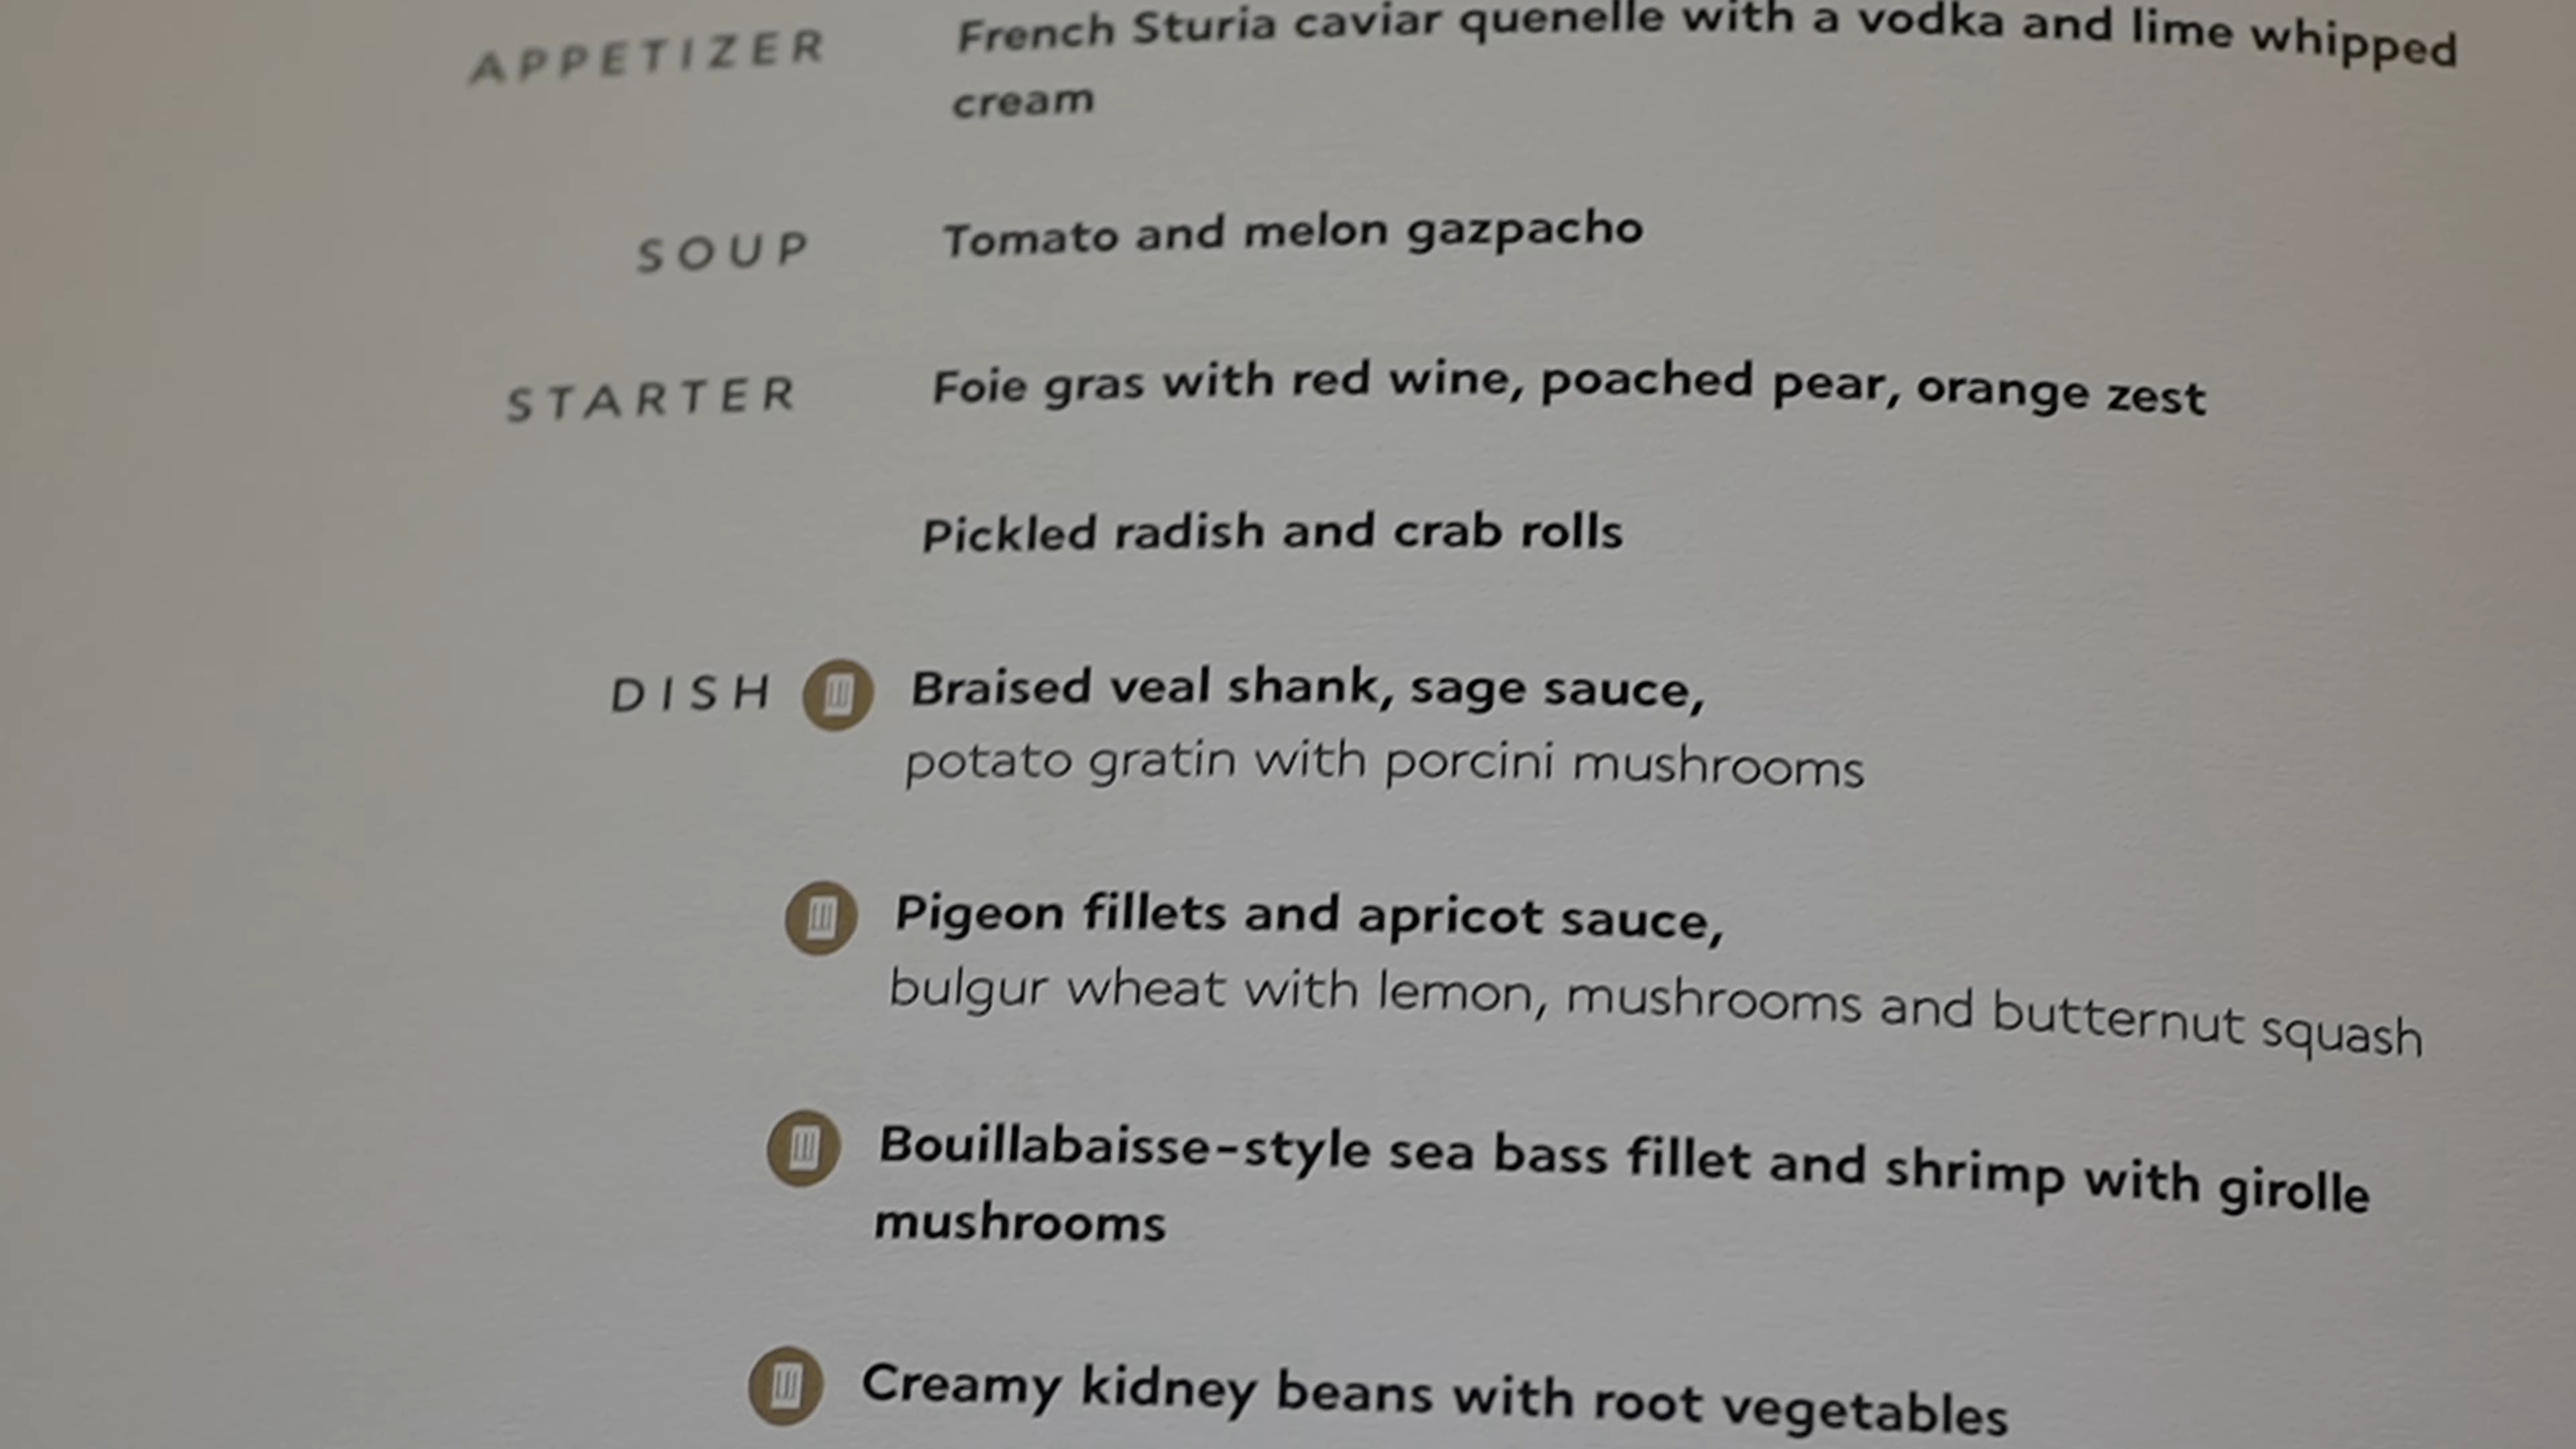 APPETIZER French Sturia caviar quenelle with a vodka and lime whipped
cream
SOUP Tomato and melon gazpacho
STARTER Foie gras with red wine, poached pear, orange zest
Pickled radish and crab rolls
DISH Braised veal shank, sage sauce,
potato gratin with porcini mushrooms
Pigeon fillets and apricot sauce,
bulgur wheat with lemon, mushrooms and butternut squash
Bouillabaisse-style sea bass fillet and shrimp with girolle
mushrooms
Creamy kidney beans with root vegetables